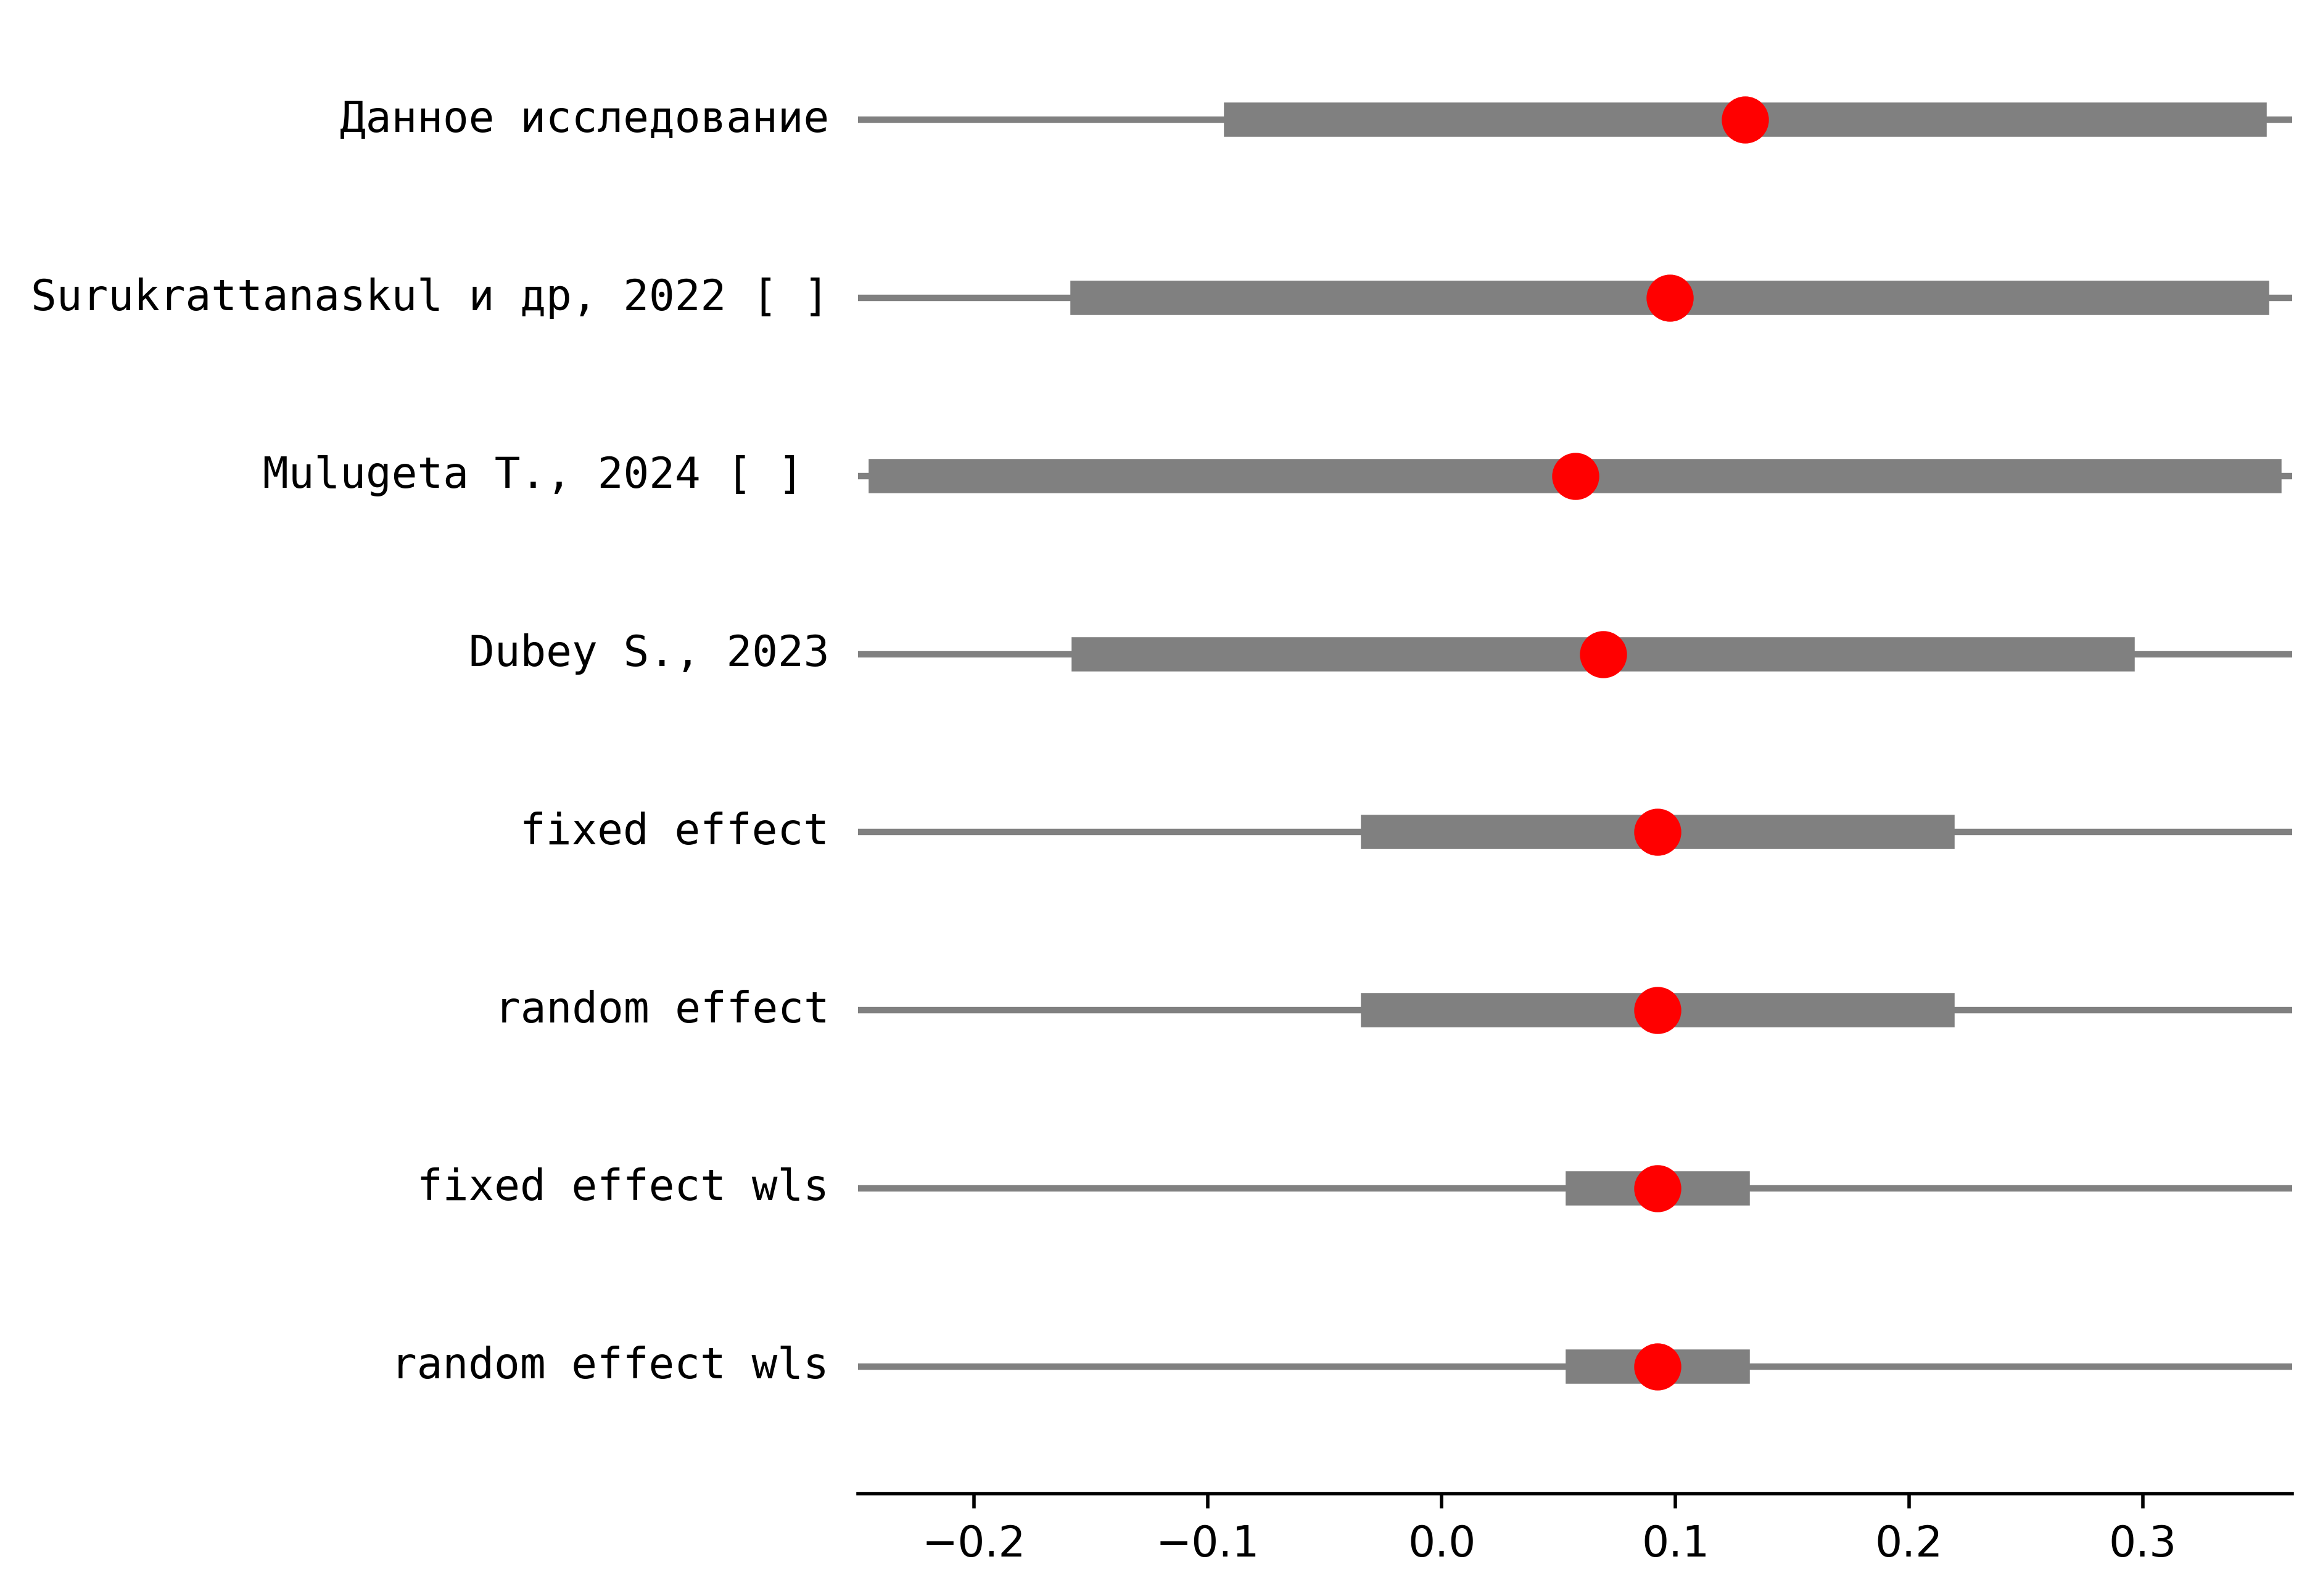 Данное исследование
Surukrattanaskul и др, 2022 [ ]
Mulugeta T., 2024 [ ]
Dubey S., 2023
fixed effect
random effect
fixed effect wls
random effect wls
−0.2 −0.1 0.0 0.1 0.2 0.3